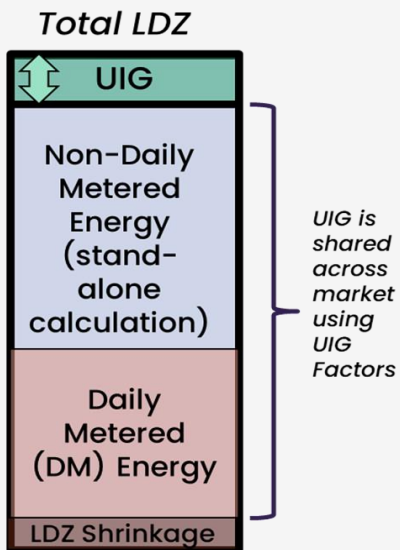 Total LDZ
UIG
Non-Daily
Metered
Energy
(stand-
alone
calculation)
Daily
Metered
(DM) Energy
LDZ Shrinkage
UIG is
shared
across
market
using
UIG
Factors